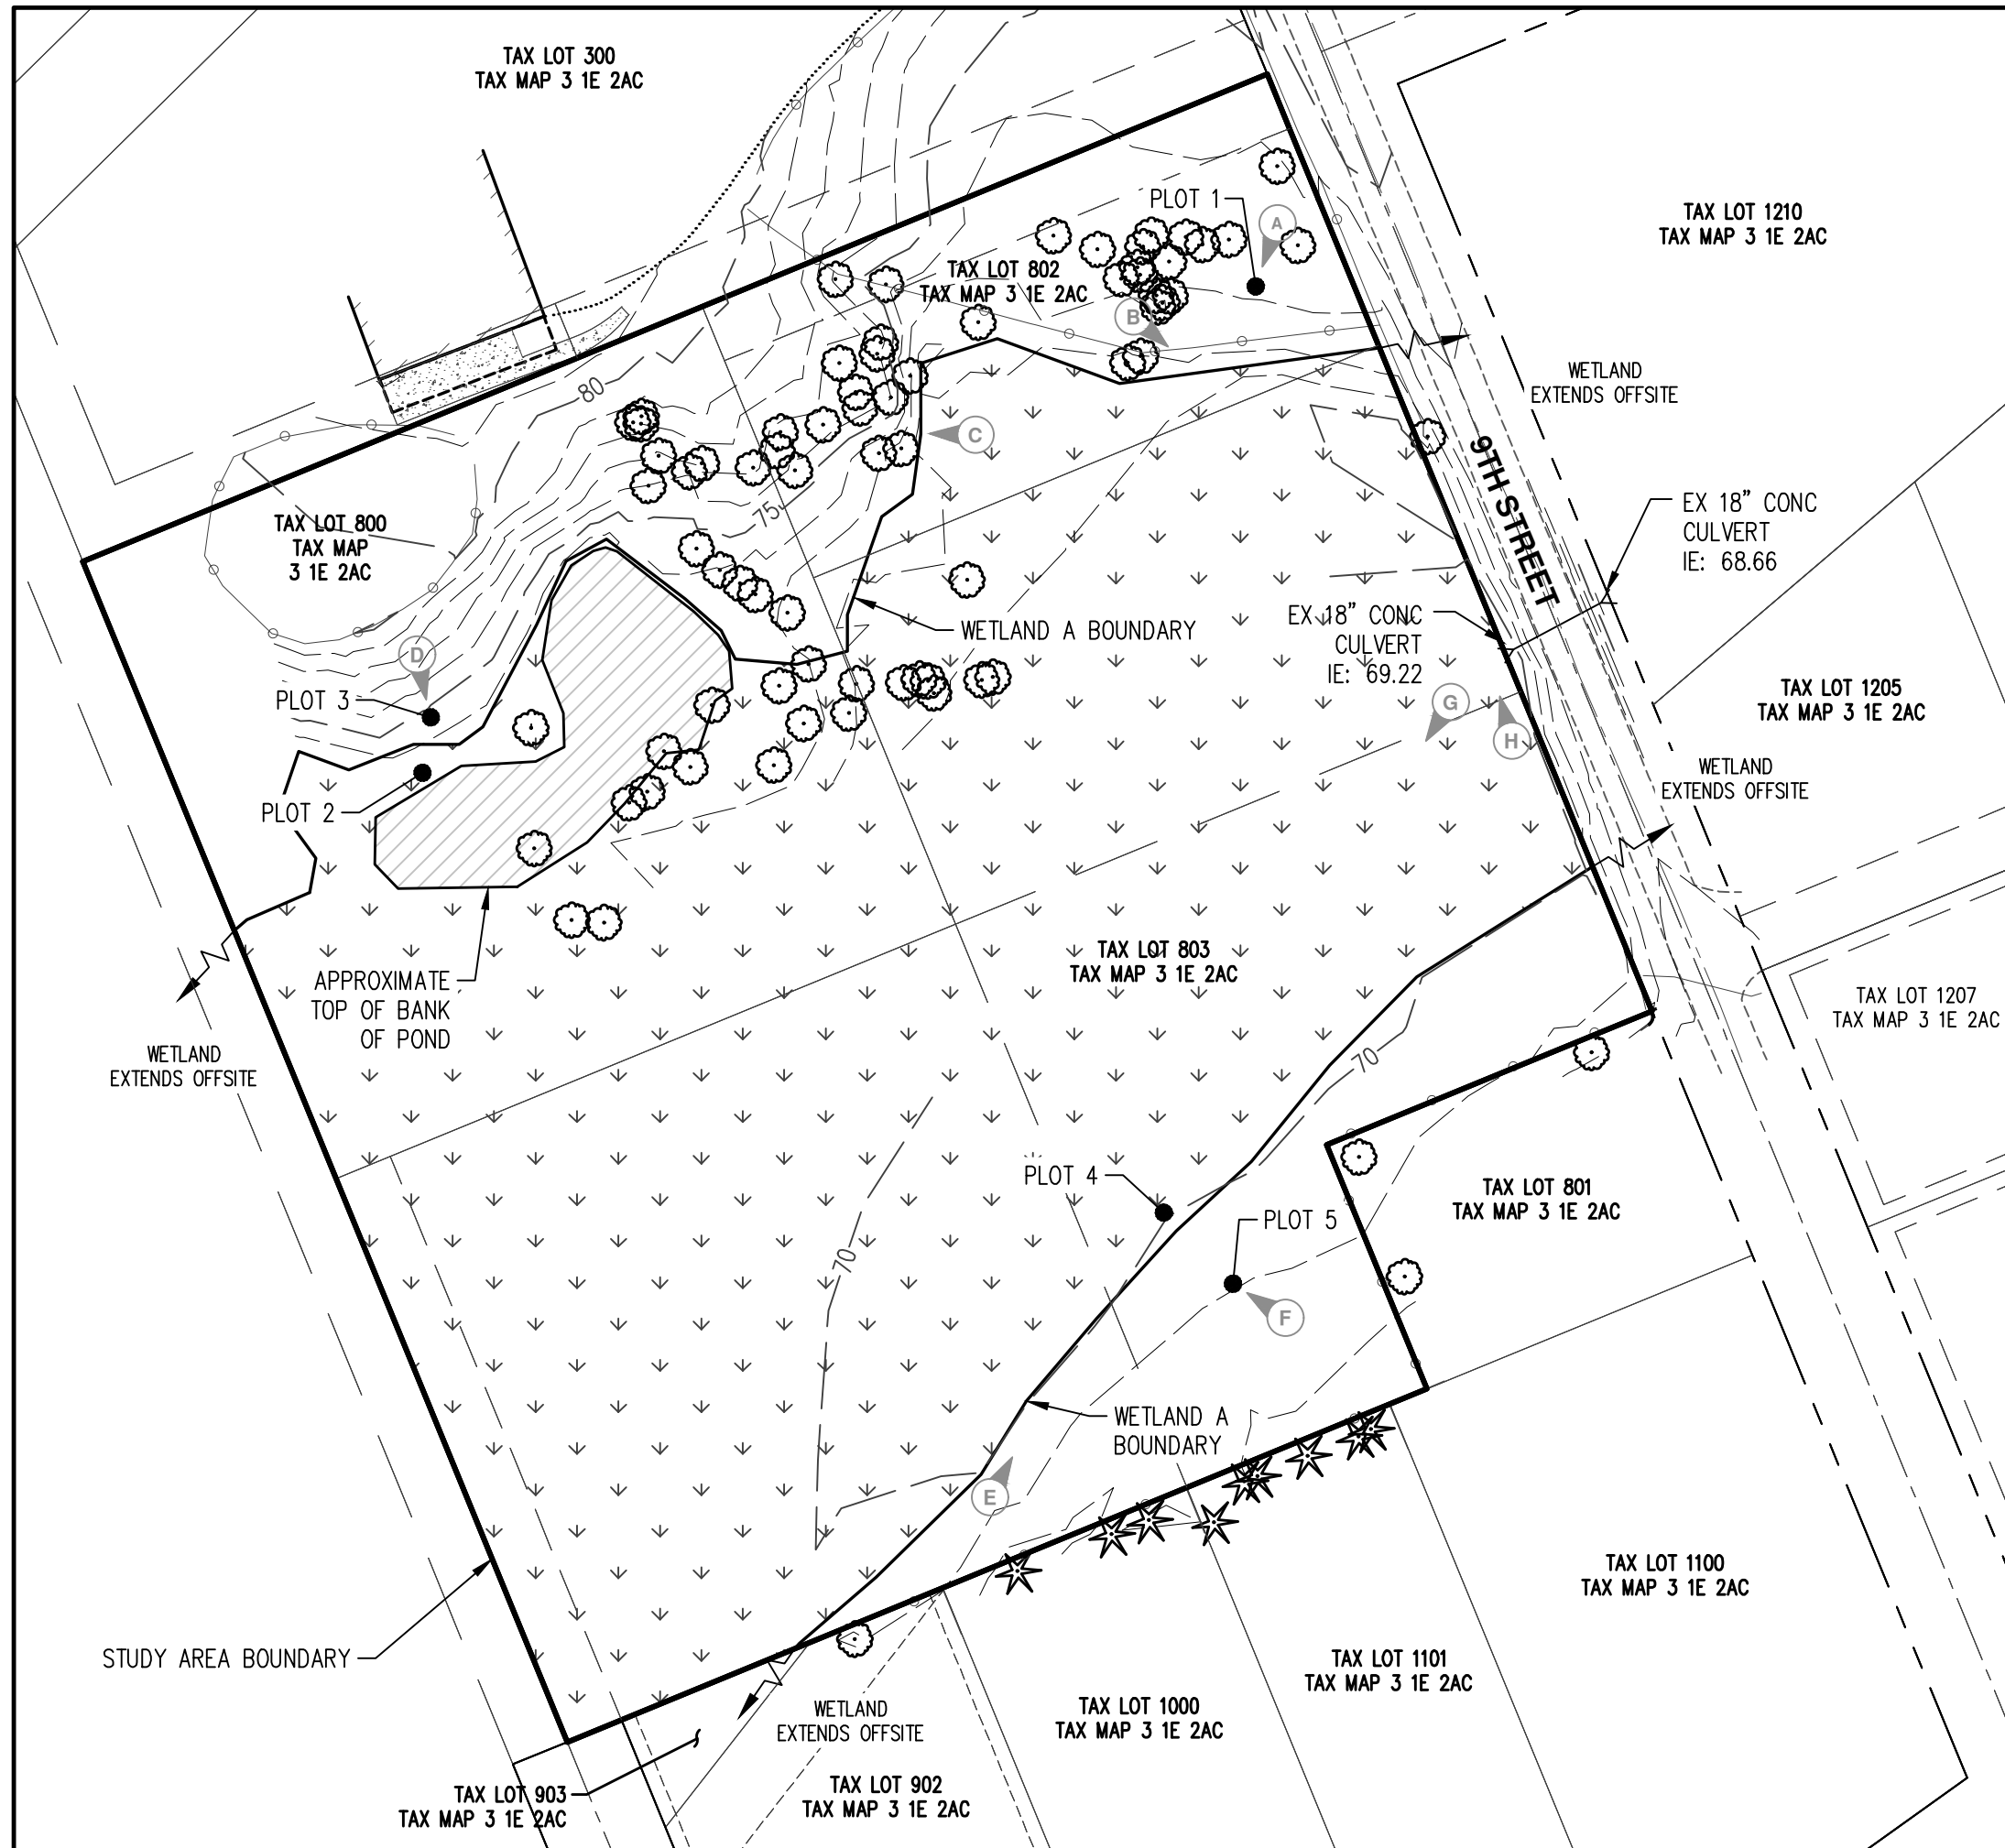 TAX LOT 300
TAX MAP 3 1E 2AC
PLOT 1
A
TAX LOT 1210
TAX MAP 3 1E 2AC
TAX LOT 802
TAX MAP 3 1E 2AC
B
WETLAND
EXTENDS OFFSITE
80
C
9TH STREET
EX 18" CONC
CULVERT
IE: 68.66
75
TAX LOT 800
TAX MAP
3 1E 2AC
EX 18" CONC
CULVERT
IE: 69.22
WETLAND A BOUNDARY
D
PLOT 3
G
H
TAX LOT 1205
TAX MAP 3 1E 2AC
WETLAND
EXTENDS OFFSITE
PLOT 2
TAX LOT 803
TAX MAP 3 1E 2AC
APPROXIMATE
TOP OF BANK
OF POND
TAX LOT 1207
TAX MAP 3 1E 2AC
WETLAND
EXTENDS OFFSITE
70
PLOT 4
TAX LOT 801
TAX MAP 3 1E 2AC
PLOT 5
70
F
WETLAND A
BOUNDARY
E
TAX LOT 1100
TAX MAP 3 1E 2AC
STUDY AREA BOUNDARY
TAX LOT 1101
TAX MAP 3 1E 2AC
WETLAND
EXTENDS OFFSITE
TAX LOT 1000
TAX MAP 3 1E 2AC
TAX LOT 903
TAX MAP 3 1E 2AC
TAX LOT 902
TAX MAP 3 1E 2AC